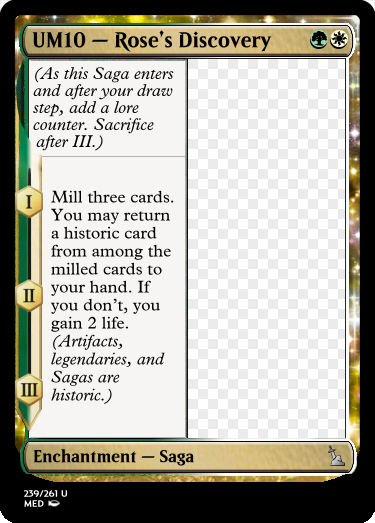 UM10 — Rose's Discovery
(As this Saga enters
and after your draw
step, add a lore
counter. Sacrifice
after III.)
I
Mill three cards.
You may return
a historic card
from among the
milled cards to
II
your hand. If
you don't, you
gain 2 life.
(Artifacts,
legendaries, and
Sagas are
III
historic.)
Enchantment — Saga
239/261 U
MED